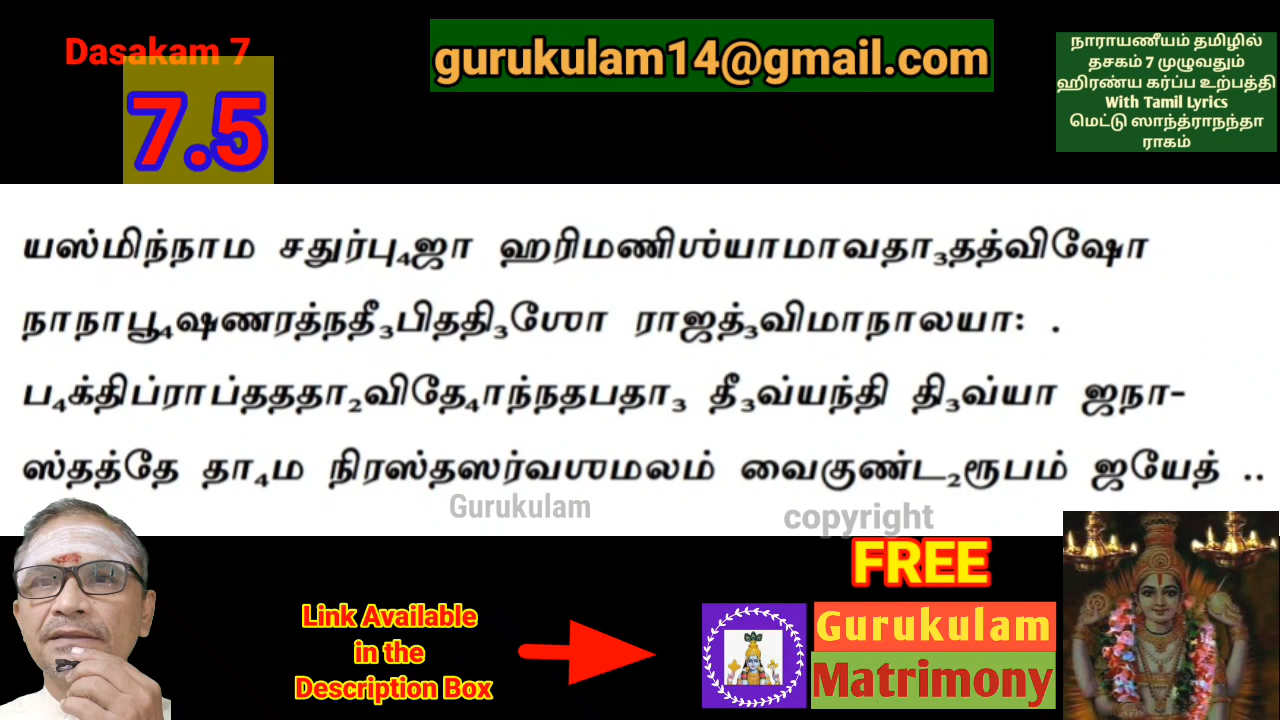 Dasakam 7
7.5
gurukulam14@gmail.com
நாராயணீயம் தமிழில்
தசகம் 7 முழுவதும்
ஹிரண்ய கர்ப்ப உற்பத்தி
With Tamil Lyrics
மெட்டு ஸாந்த்ராநந்தா
ராகம்
யஸ்மிந்நாம சதுர்பு₄ஜா ஹரிமணிஶ்யாமாவதா₃தத்விஷோ
நாநாபூ₄ஷணரத்நதீ₃பிததி₃ஶோ ராஜத்₃விமாநாலயா꞉ .
ப₄க்திப்ராப்தததா₂விதே₄ாந்நதபதா₃ தீ₃வ்யந்தி தி₃வ்யா ஜநா-
ஸ்தத்தே தா₄ம நிரஸ்தஸர்வஶமலம் வைகுண்ட₂ரூபம் ஜயேத் ..
Gurukulam
copyright
FREE
Link Available
in the
Description Box
Gurukulam
Matrimony